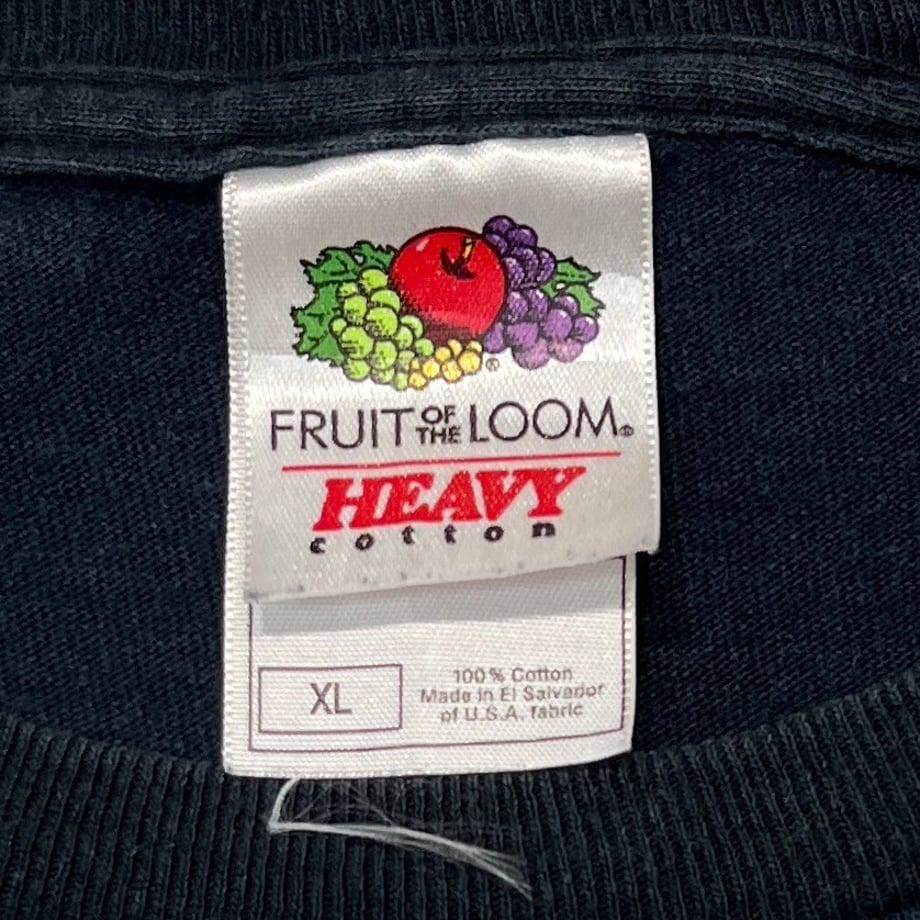 FRUIT OF THE LOOM®
HEAVY
cotton
XL
100% Cotton
Made in El Salvador
of U.S.A. fabric